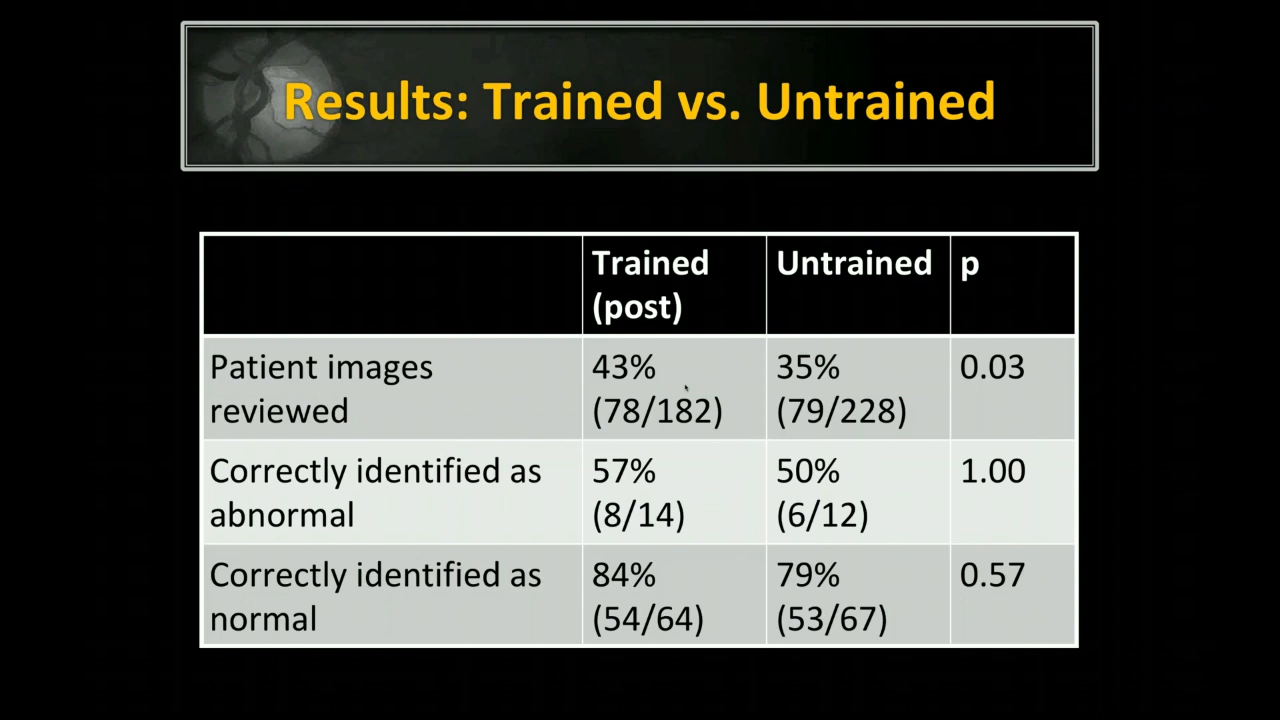 Results: Trained vs. Untrained
Trained (post) Untrained p
Patient images reviewed 43% (78/182) 35% (79/228) 0.03
Correctly identified as abnormal 57% (8/14) 50% (6/12) 1.00
Correctly identified as normal 84% (54/64) 79% (53/67) 0.57